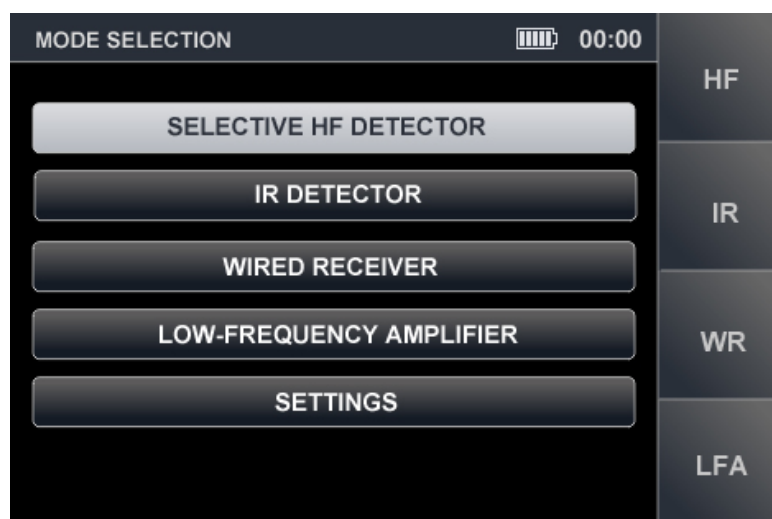 MODE SELECTION 00:00
SELECTIVE HF DETECTOR
IR DETECTOR
WIRED RECEIVER
LOW-FREQUENCY AMPLIFIER
SETTINGS
HF
IR
WR
LFA